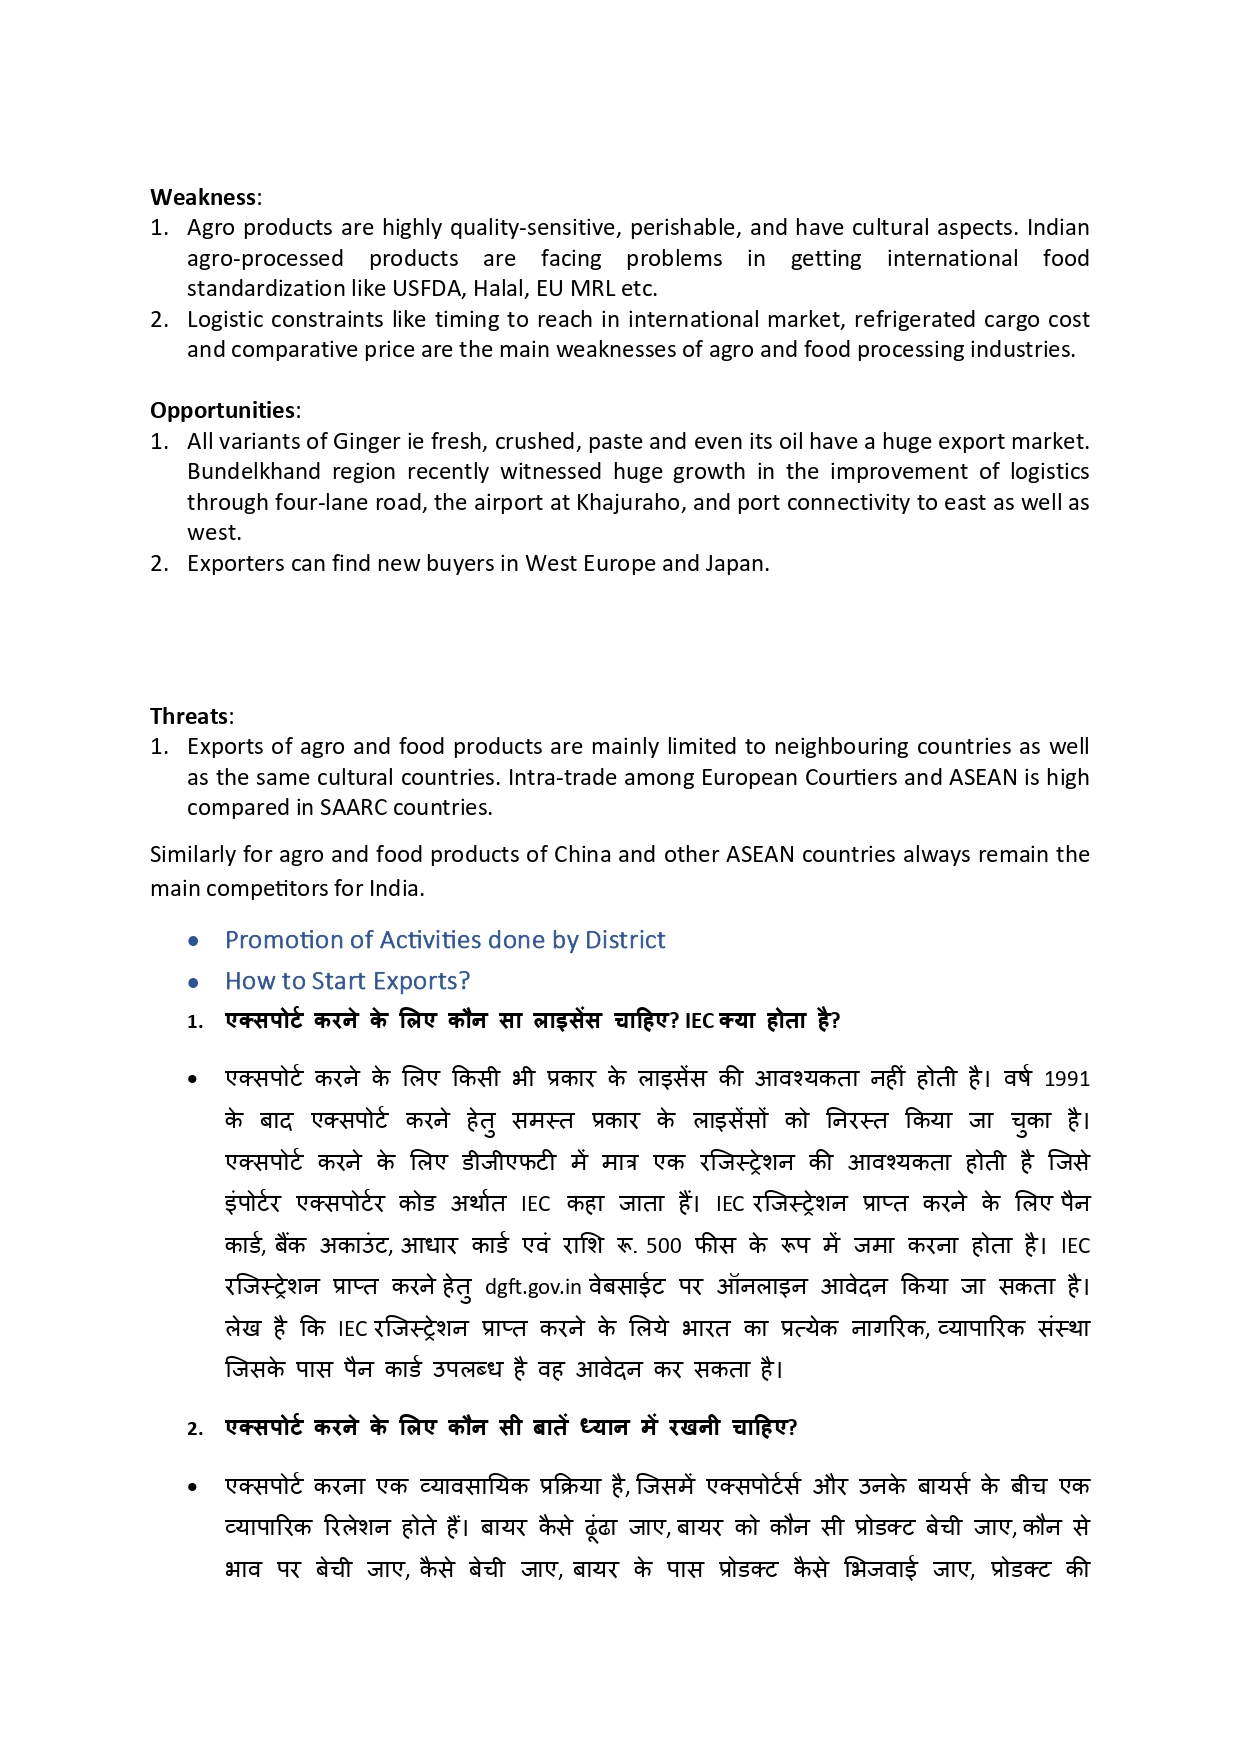 Weakness:
1. Agro products are highly quality-sensitive, perishable, and have cultural aspects. Indian
agro-processed products are facing problems in getting international food
standardization like USFDA, Halal, EU MRL etc.
2. Logistic constraints like timing to reach in international market, refrigerated cargo cost
and comparative price are the main weaknesses of agro and food processing industries.
Opportunities:
1. All variants of Ginger ie fresh, crushed, paste and even its oil have a huge export market.
Bundelkhand region recently witnessed huge growth in the improvement of logistics
through four-lane road, the airport at Khajuraho, and port connectivity to east as well as
west.
2. Exporters can find new buyers in West Europe and Japan.
Threats:
1. Exports of agro and food products are mainly limited to neighbouring countries as well
as the same cultural countries. Intra-trade among European Courtiers and ASEAN is high
compared in SAARC countries.
Similarly for agro and food products of China and other ASEAN countries always remain the
main competitors for India.
• Promotion of Activities done by District
• How to Start Exports?
1. एक्सपोर्ट करने के लिए कौन सा लाइसेंस चाहिए? IEC क्या होता है?
• एक्सपोर्ट करने के लिए किसी भी प्रकार के लाइसेंस की आवश्यकता नहीं होती है। वर्ष 1991
के बाद एक्सपोर्ट करने हेतु समस्त प्रकार के लाइसेंसों को निरस्त किया जा चुका है।
एक्सपोर्ट करने के लिए डीजीएफटी में मात्र एक रजिस्ट्रेशन की आवश्यकता होती है जिसे
इंपोर्टर एक्सपोर्टर कोड अर्थात IEC कहा जाता हैं। IEC रजिस्ट्रेशन प्राप्त करने के लिए पैन
कार्ड, बैंक अकाउंट, आधार कार्ड एवं राशि रू. 500 फीस के रूप में जमा करना होता है। IEC
रजिस्ट्रेशन प्राप्त करने हेतु dgft.gov.in वेबसाईट पर ऑनलाइन आवेदन किया जा सकता है।
लेख है कि IEC रजिस्ट्रेशन प्राप्त करने के लिये भारत का प्रत्येक नागरिक, व्यापारिक संस्था
जिसके पास पैन कार्ड उपलब्ध है वह आवेदन कर सकता है।
2. एक्सपोर्ट करने के लिए कौन सी बातें ध्यान में रखनी चाहिए?
• एक्सपोर्ट करना एक व्यावसायिक प्रक्रिया है, जिसमें एक्सपोर्टर्स और उनके बायर्स के बीच एक
व्यापारिक रिलेशन होते हैं। बायर कैसे ढूंढा जाए, बायर को कौन सी प्रोडक्ट बेची जाए, कौन से
भाव पर बेची जाए, कैसे बेची जाए, बायर के पास प्रोडक्ट कैसे भिजवाई जाए, प्रोडक्ट की